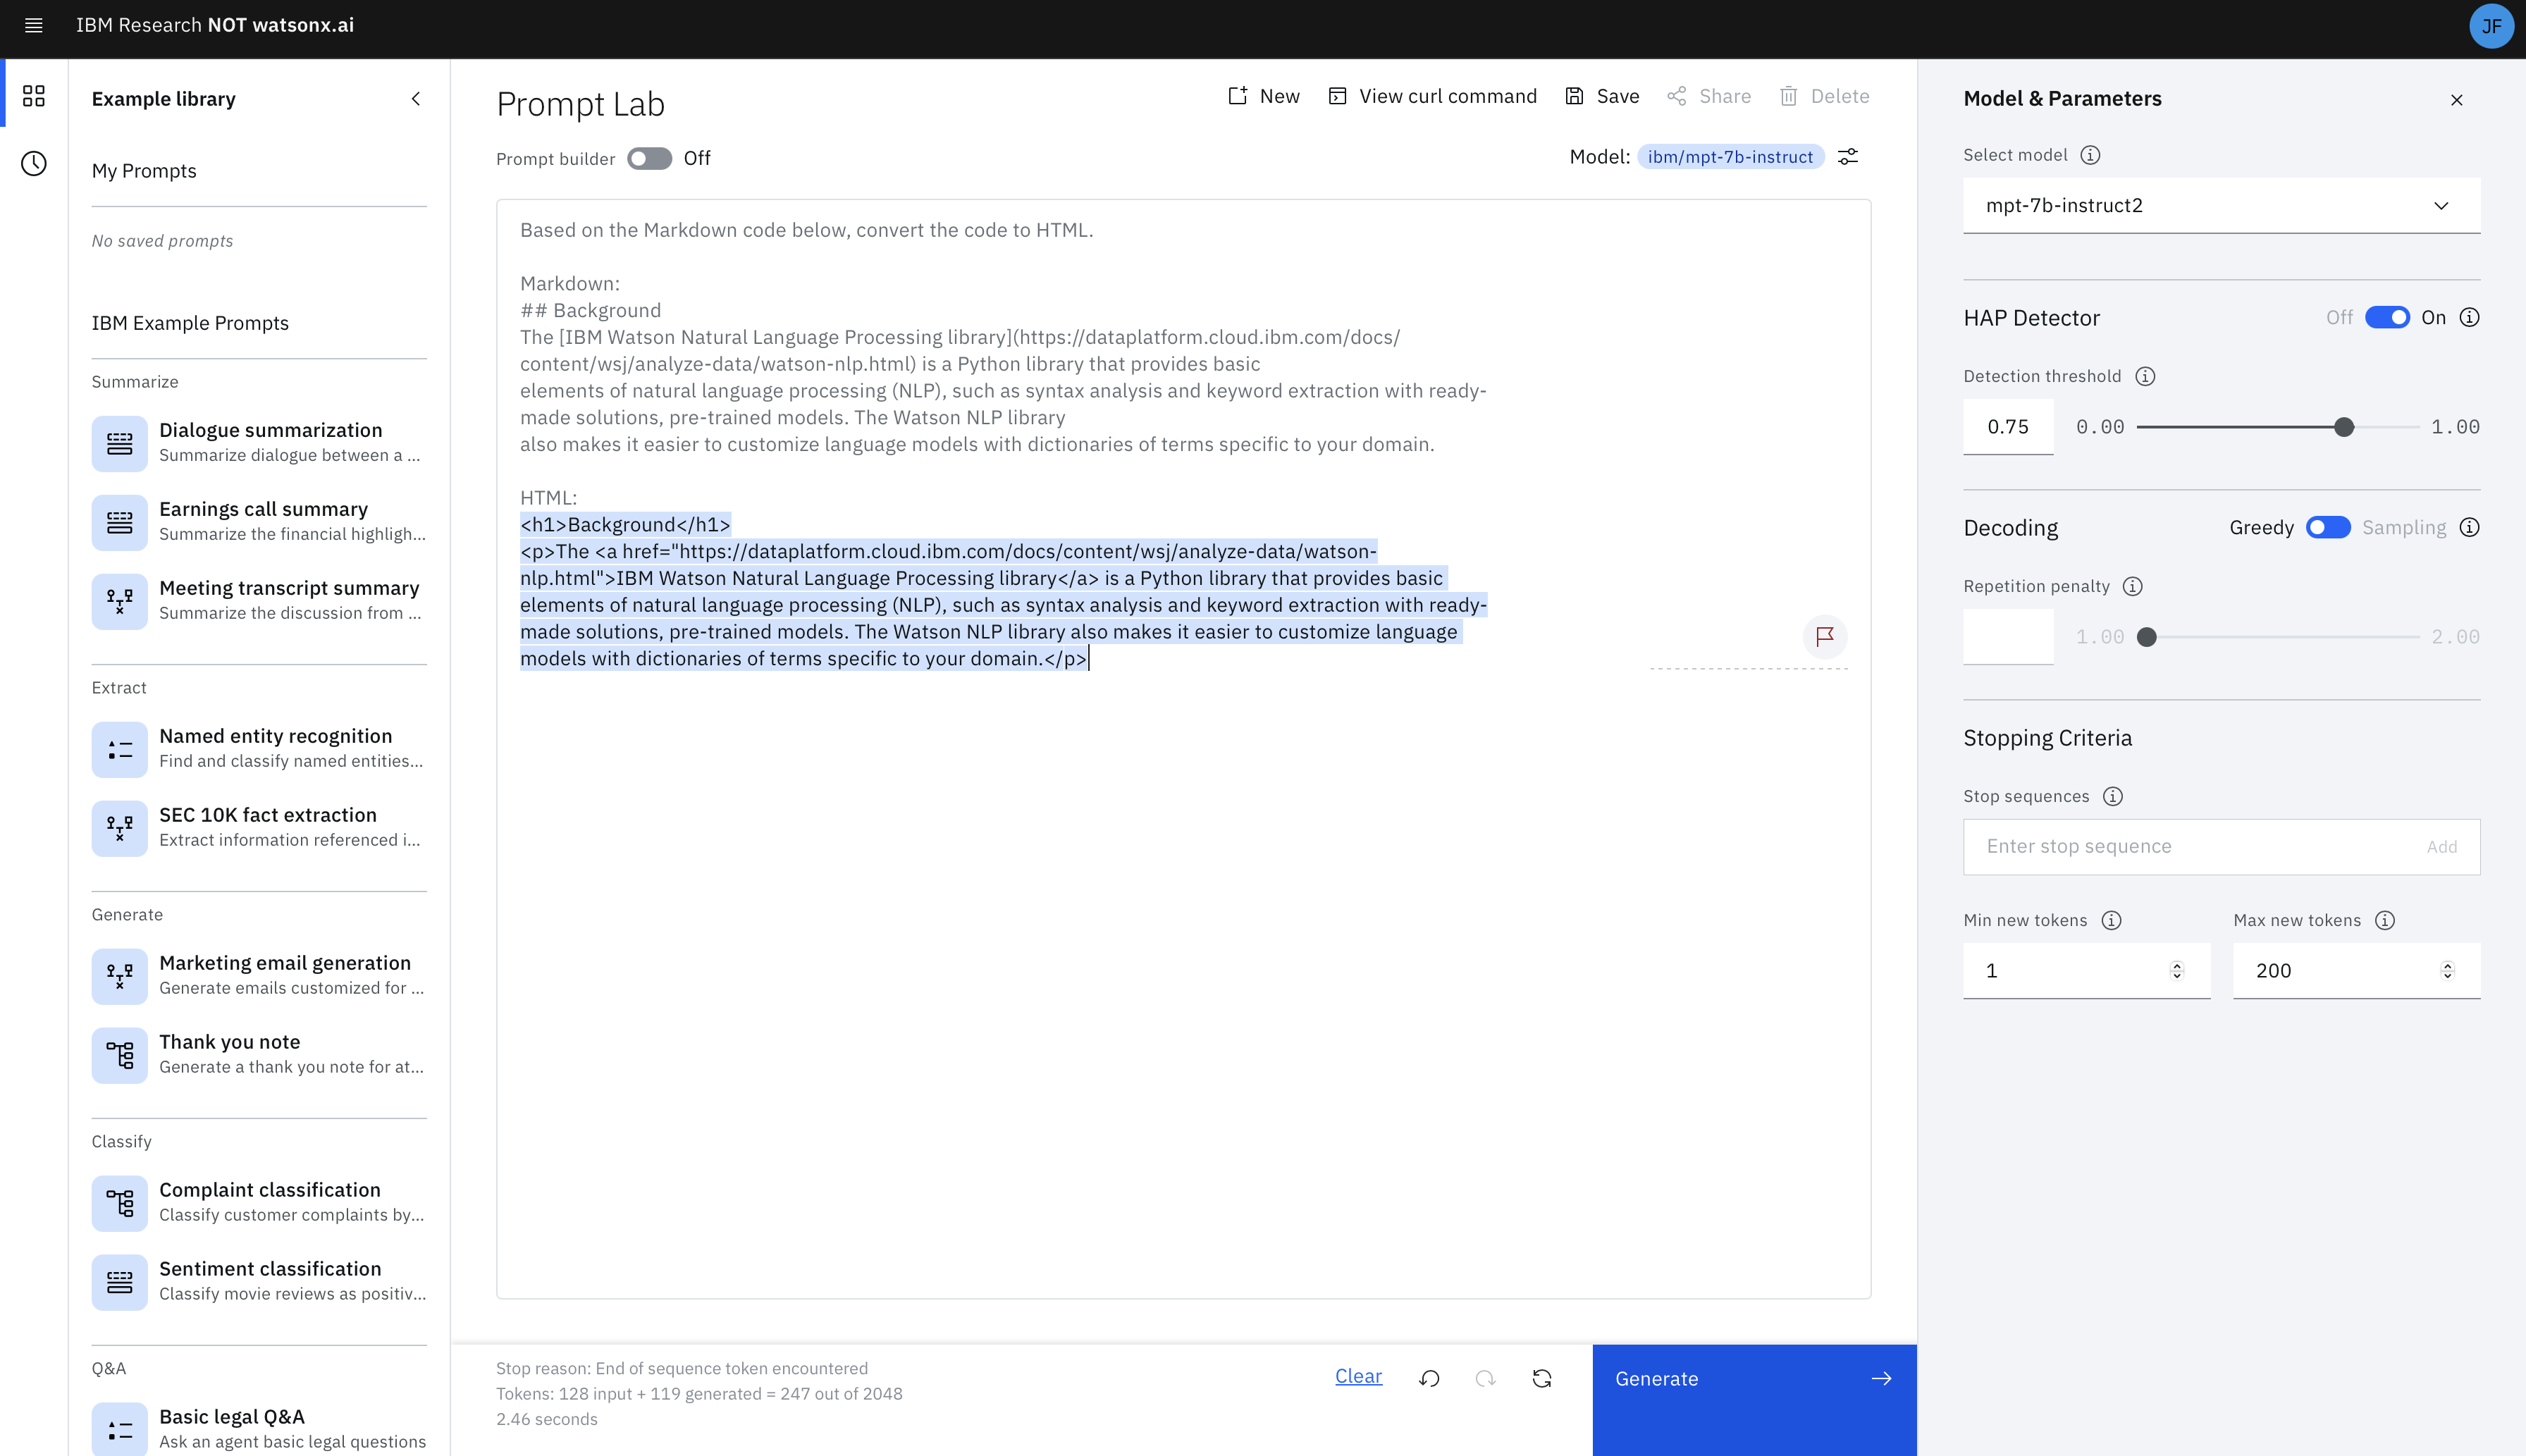 IBM Research NOT watsonx.ai
JF
Example library
My Prompts
No saved prompts
IBM Example Prompts
Summarize
Dialogue summarization
Summarize dialogue between a ...
Earnings call summary
Summarize the financial highligh...
Meeting transcript summary
Summarize the discussion from ...
Extract
Named entity recognition
Find and classify named entities...
SEC 10K fact extraction
Extract information referenced i...
Generate
Marketing email generation
Generate emails customized for ...
Thank you note
Generate a thank you note for at...
Classify
Complaint classification
Classify customer complaints by...
Sentiment classification
Classify movie reviews as positiv...
Q&A
Basic legal Q&A
Ask an agent basic legal questions
Prompt Lab
New
View curl command
Save
Share
Delete
Prompt builder Off
Model: ibm/mpt-7b-instruct
Based on the Markdown code below, convert the code to HTML.
Markdown:
## Background
The [IBM Watson Natural Language Processing library](https://dataplatform.cloud.ibm.com/docs/
content/wsj/analyze-data/watson-nlp.html) is a Python library that provides basic
elements of natural language processing (NLP), such as syntax analysis and keyword extraction with ready-
made solutions, pre-trained models. The Watson NLP library
also makes it easier to customize language models with dictionaries of terms specific to your domain.
HTML:
<h1>Background</h1>
<p>The <a href="https://dataplatform.cloud.ibm.com/docs/content/wsj/analyze-data/watson-
nlp.html">IBM Watson Natural Language Processing library</a> is a Python library that provides basic
elements of natural language processing (NLP), such as syntax analysis and keyword extraction with ready-
made solutions, pre-trained models. The Watson NLP library also makes it easier to customize language
models with dictionaries of terms specific to your domain.</p>
Stop reason: End of sequence token encountered
Tokens: 128 input + 119 generated = 247 out of 2048
2.46 seconds
Clear
Generate
Model & Parameters
Select model
mpt-7b-instruct2
HAP Detector Off On
Detection threshold
0.75 0.00 1.00
Decoding Greedy Sampling
Repetition penalty
1.00 2.00
Stopping Criteria
Stop sequences
Enter stop sequence Add
Min new tokens Max new tokens
1 200